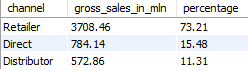 channel gross_sales_in_mln percentage
Retailer 3708.46 73.21
Direct 784.14 15.48
Distributor 572.86 11.31